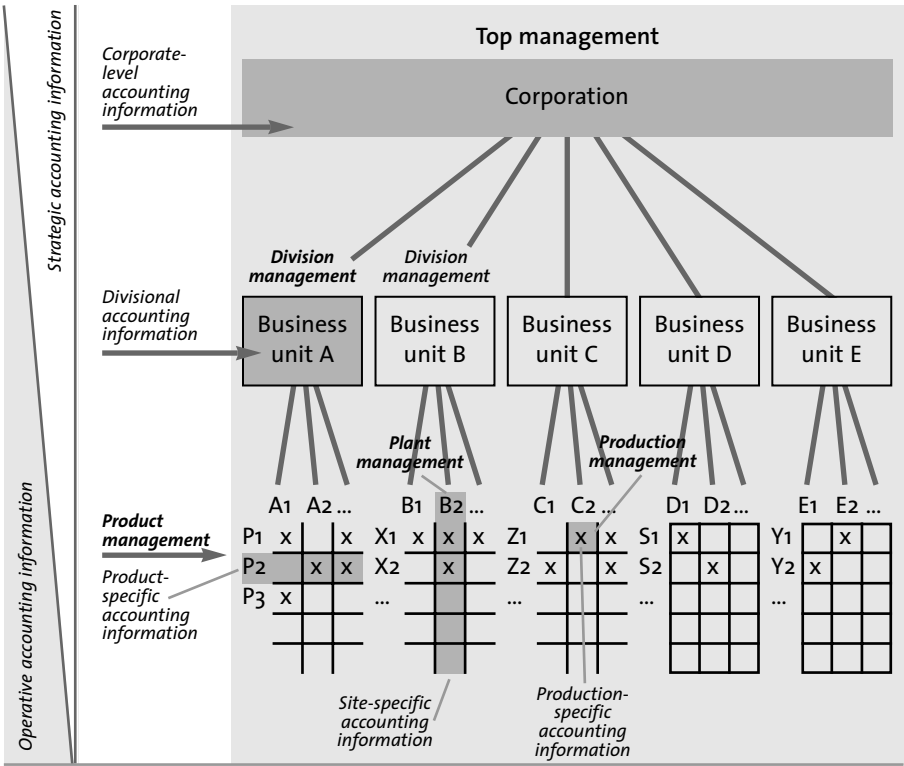 Top management
Corporation
Corporate-
level
accounting
information
Strategic accounting information
Operative accounting information
Division
management
Division
management
Divisional
accounting
information
Business
unit A
Business
unit B
Business
unit C
Business
unit D
Business
unit E
Plant
management
Production
management
Product
management
Product-
specific
accounting
information
A1 A2 ...
P1 x x
P2 x x
P3 x
B1 B2 ...
X1 x x x
X2 x
...
C1 C2 ...
Z1 x x
Z2 x x
...
D1 D2 ...
S1 x
S2 x
...
E1 E2 ...
Y1 x
Y2 x
...
Site-specific
accounting
information
Production-
specific
accounting
information